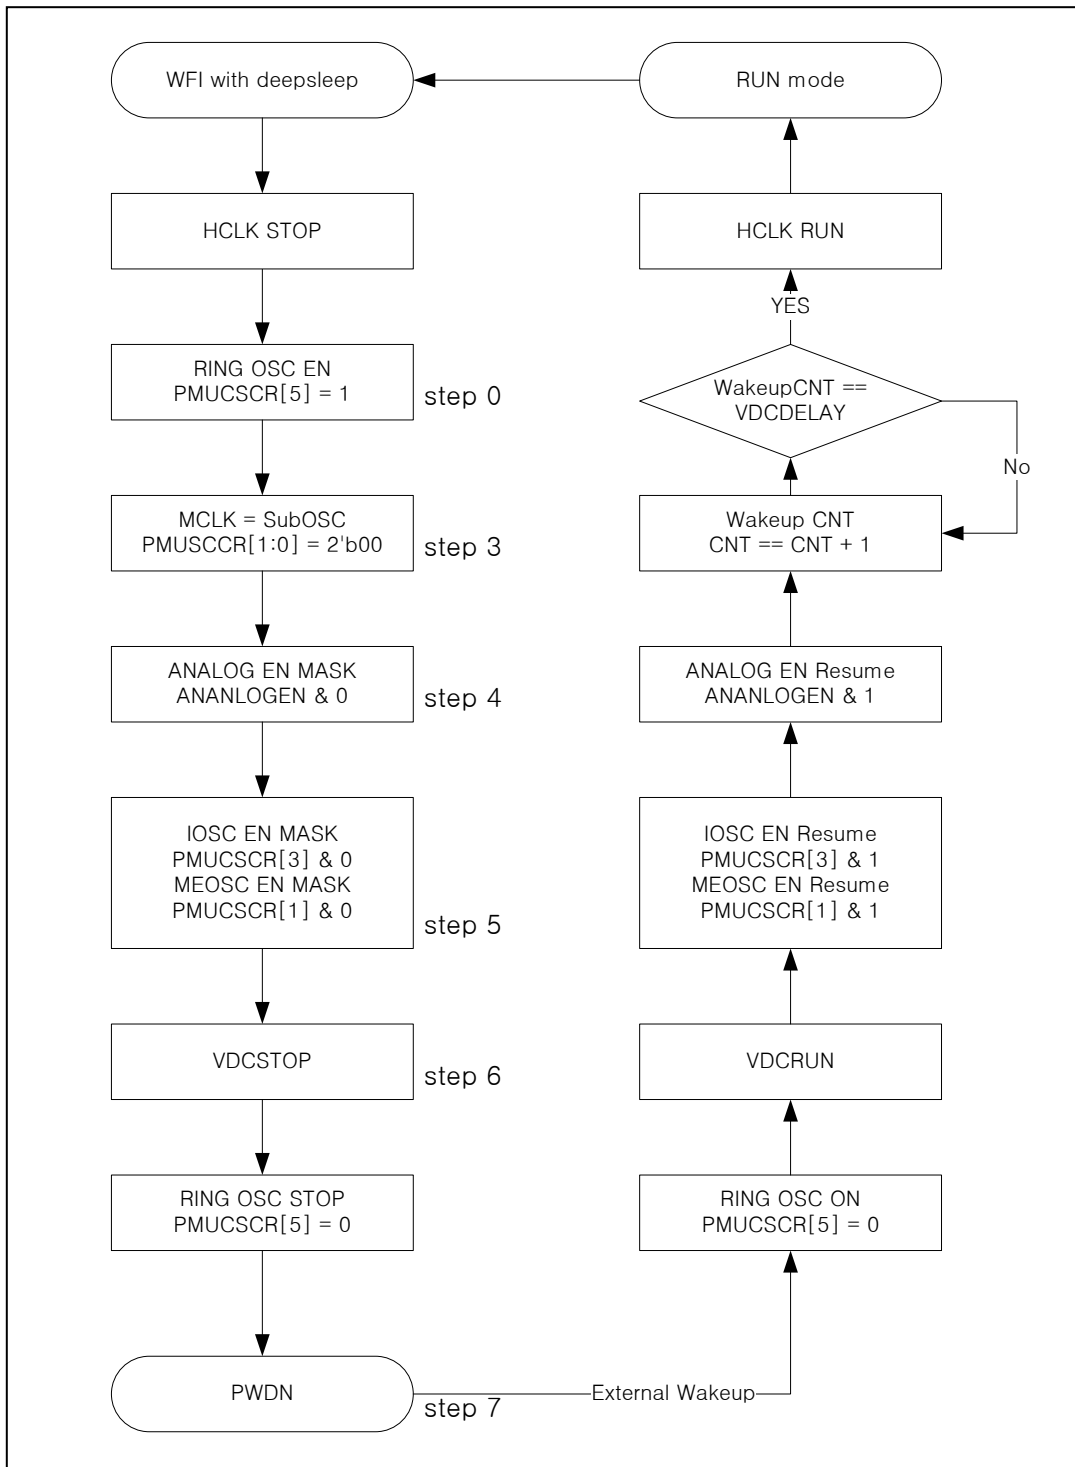 WFI with deepsleep
HCLK STOP
RING OSC EN
PMUCSCR[5] = 1
step 0
MCLK = SubOSC
PMUSCCR[1:0] = 2'b00
step 3
ANALOG EN MASK
ANANLOGEN & 0
step 4
IOSC EN MASK
PMUCSCR[3] & 0
MEOSC EN MASK
PMUCSCR[1] & 0
step 5
VDCSTOP
step 6
RING OSC STOP
PMUCSCR[5] = 0
PWDN
step 7
External Wakeup
RING OSC ON
PMUCSCR[5] = 0
VDCRUN
IOSC EN Resume
PMUCSCR[3] & 1
MEOSC EN Resume
PMUCSCR[1] & 1
ANALOG EN Resume
ANANLOGEN & 1
Wakeup CNT
CNT == CNT + 1
WakeupCNT ==
VDCDELAY
No
YES
HCLK RUN
RUN mode